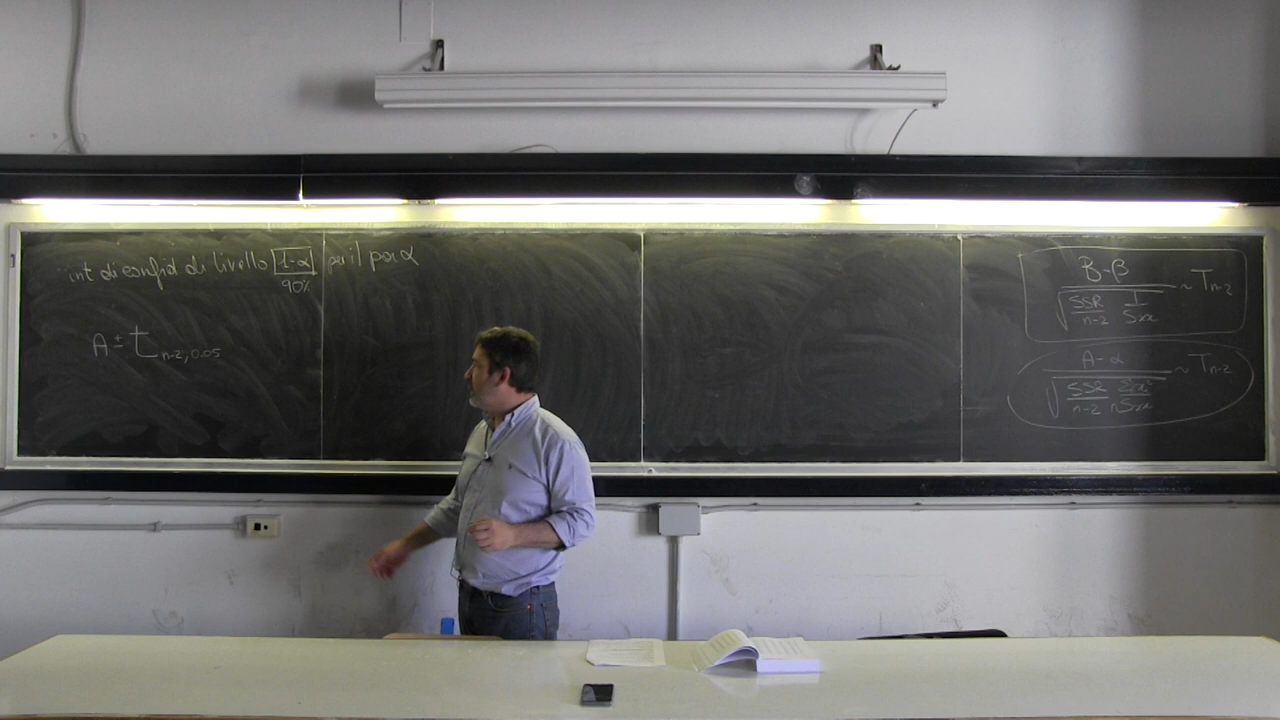 int di confid di livello 1-α per il par α
90%
A ± t n-2, 0.05
B-β / √(SSR/n-2 1/Sxx) ~ T n-2
A-α / √(SSR/n-2 Σx²/nSxx) ~ T n-2